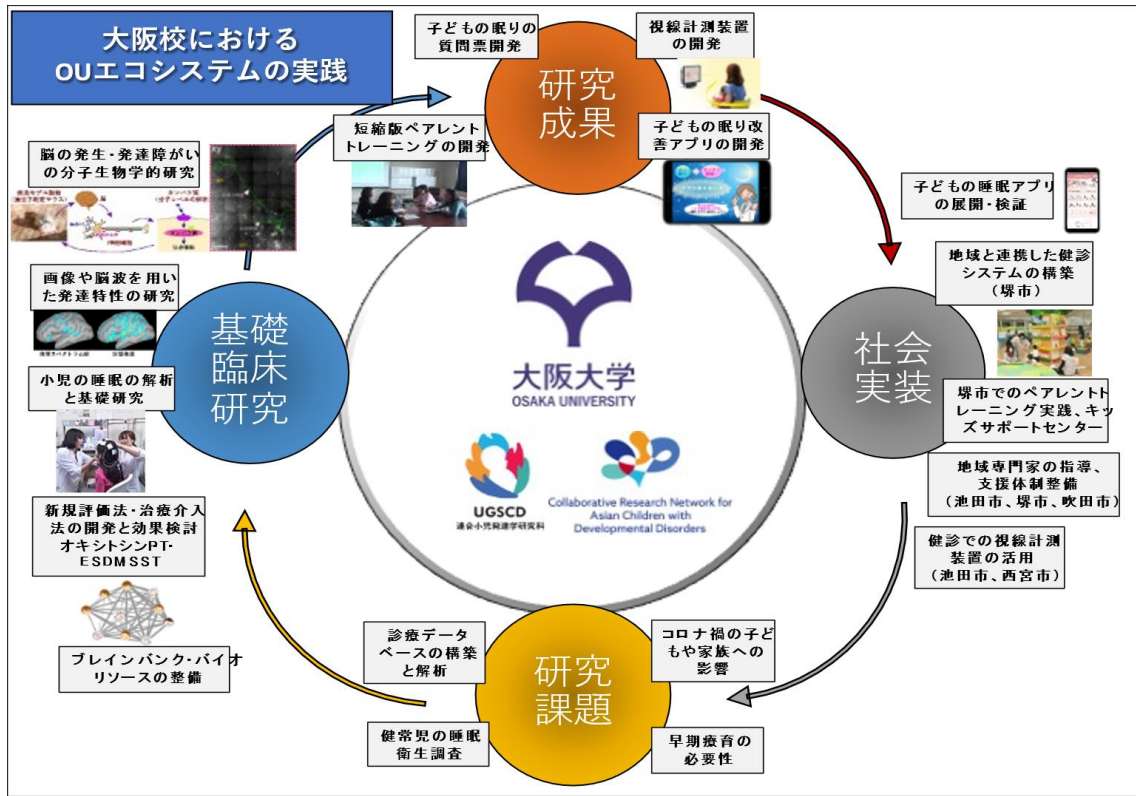 大阪校における
OUエコシステムの実践
子どもの眠りの
質問票開発
視線計測装置
の開発
研究
成果
短縮版ペアレント
トレーニングの開発
子どもの眠り改
善アプリの開発
脳の発生・発達障がい
の分子生物学的研究
子どもの睡眠アプリ
の展開・検証
画像や脳波を用い
た発達特性の研究
地域と連携した健診
システムの構築
(堺市)
基礎
臨床
研究
社会
実装
大阪大学
OSAKA UNIVERSITY
小児の睡眠の解析
と基礎研究
堺市でのペアレントト
レーニング実践、キッ
ズサポートセンター
UGSCD
連合小児発達学研究科
Collaborative Research Network for
Asian Children with
Developmental Disorders
地域専門家の指導、
支援体制整備
(池田市、堺市、吹田市)
新規評価法・治療介入
法の開発と効果検討
オキシトシンPT-
ESDMSST
健診での視線計測
装置の活用
(池田市、西宮市)
ブレインバンク・バイオ
リソースの整備
診療データ
ベースの構築
と解析
コロナ禍の子ど
もや家族への
影響
研究
課題
健常児の睡眠
衛生調査
早期療育の
必要性